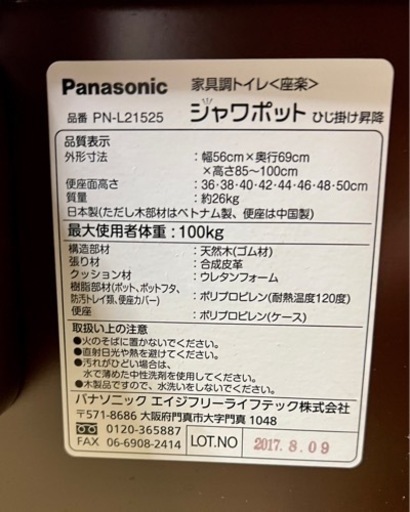 Panasonic 家具調トイレ<座楽>
品番 PN-L21525 シャワポット ひじ掛け昇降
品質表示
外形寸法 :幅56cm×奥行69cm
×高さ85~100cm
便座面高さ :36・38・40・42・44・46・48・50cm
質量 :約26kg
日本製(ただし木部材はベトナム製、便座は中国製)
最大使用者体重:100kg
構造部材 :天然木(ゴム材)
張り材 :合成皮革
クッション材 :ウレタンフォーム
樹脂部材(ポット、ポットフタ、
防汚トイレ類、便座カバー) :ポリプロピレン(耐熱温度120度)
便座 :ポリプロピレン(ケース)
取扱い上の注意
●火のそばに置かないでください。
●直射日光や熱を避けてください。
●汚れがひどい場合は、
水で薄めた中性洗剤を使用してください。
●木製品ですので、水洗いをしないでください。
パナソニック エイジフリーライフテック株式会社
〒571-8686 大阪府門真市大字門真 1048
電話 0120-365887
FAX 06-6908-2414
LOT.NO 2017.8.09